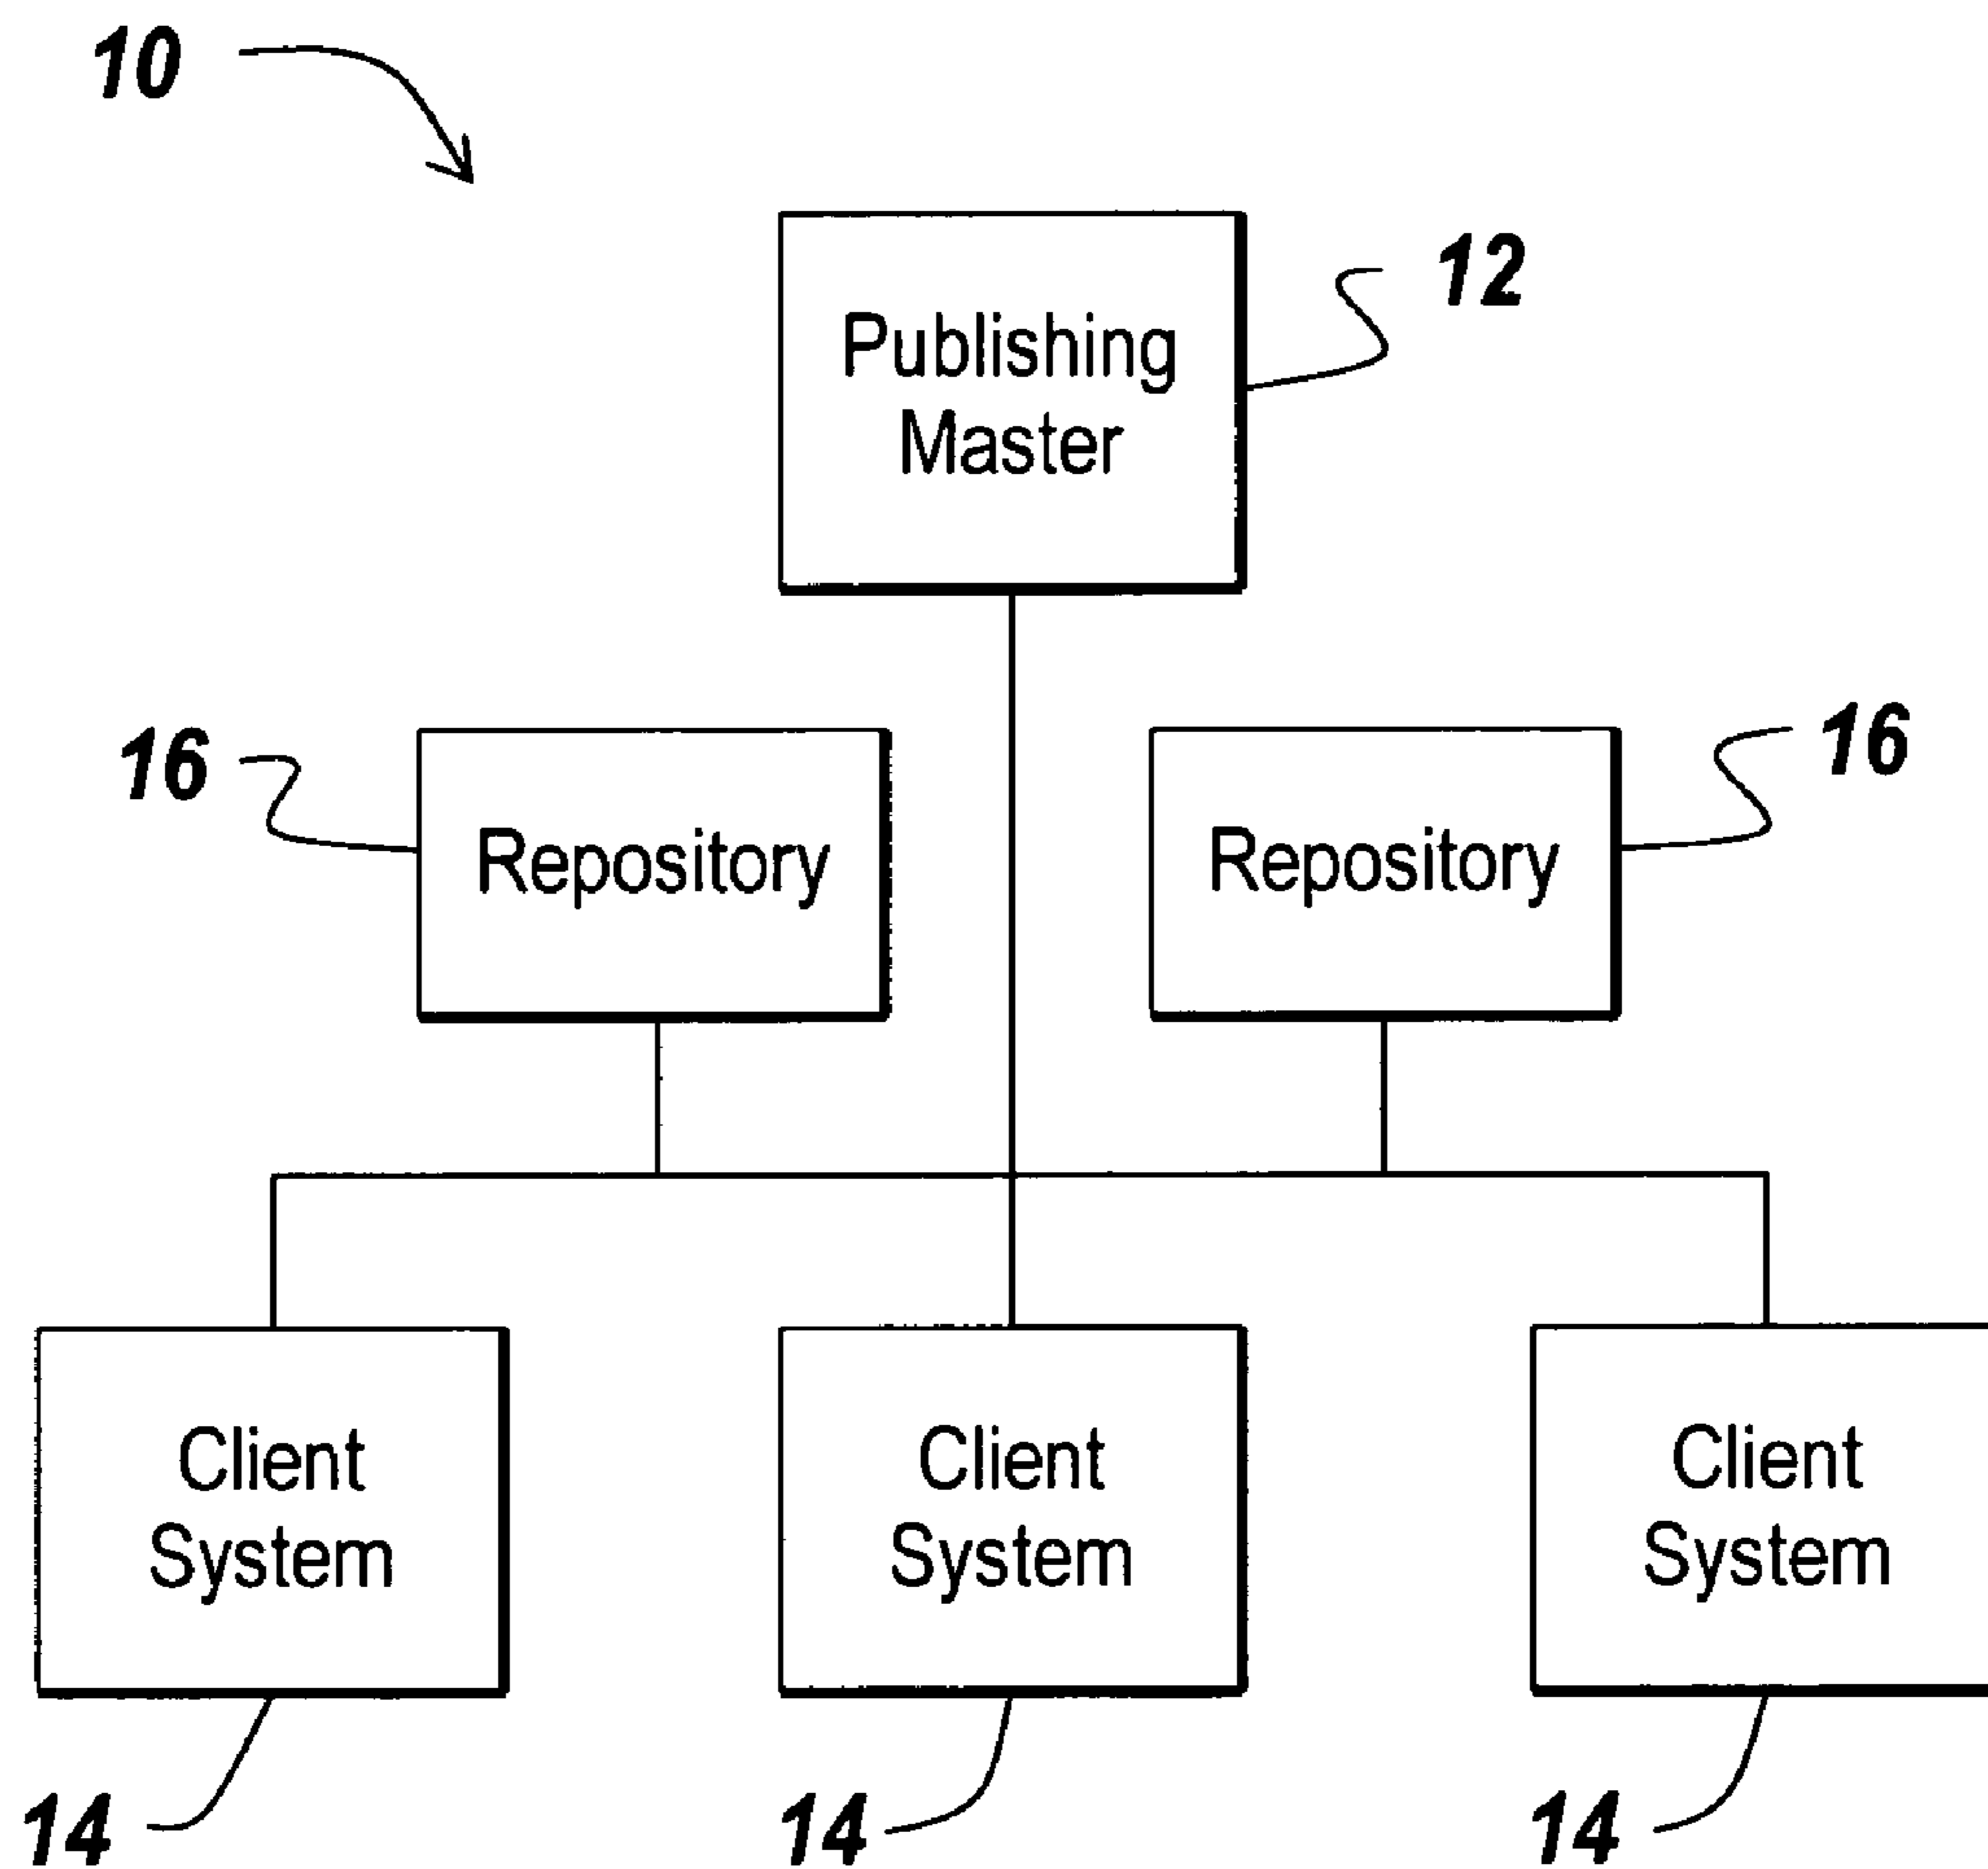 10
12
Publishing
Master
16
16
Repository
Repository
Client
System
Client
System
Client
System
14
14
14